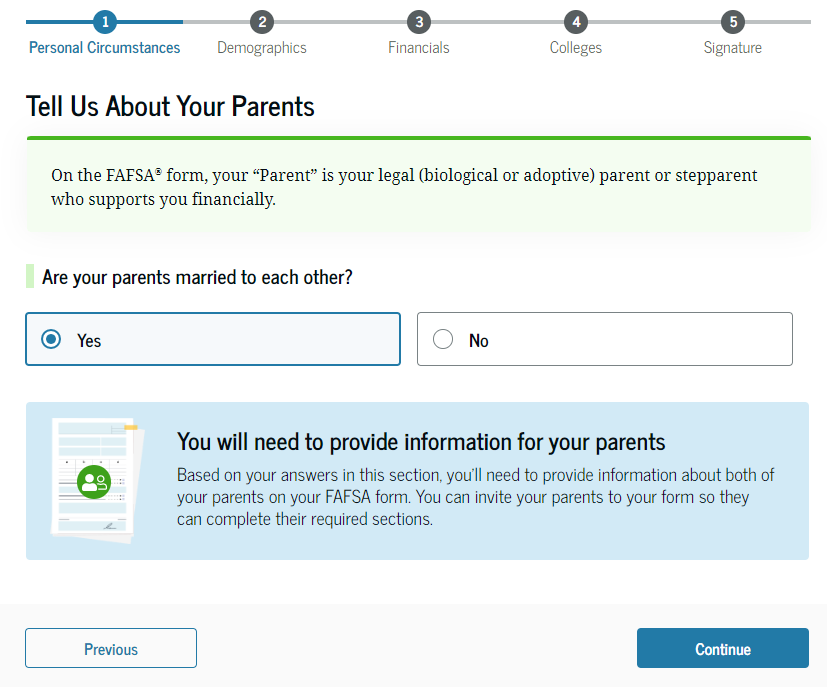 1 2 3 4 5
Personal Circumstances Demographics Financials Colleges Signature
Tell Us About Your Parents
On the FAFSA® form, your “Parent” is your legal (biological or adoptive) parent or stepparent
who supports you financially.
Are your parents married to each other?
Yes No
You will need to provide information for your parents
Based on your answers in this section, you'll need to provide information about both of
your parents on your FAFSA form. You can invite your parents to your form so they
can complete their required sections.
Previous Continue